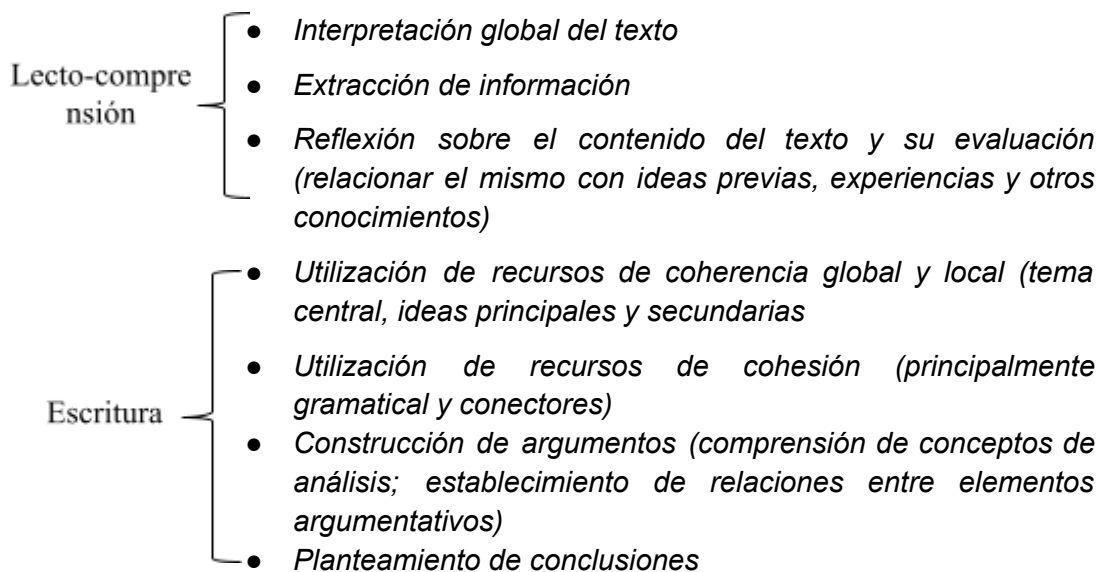 Lecto-compre
nsión
● Interpretación global del texto
● Extracción de información
● Reflexión sobre el contenido del texto y su evaluación
(relacionar el mismo con ideas previas, experiencias y otros
conocimientos)
Escritura
● Utilización de recursos de coherencia global y local (tema
central, ideas principales y secundarias
● Utilización de recursos de cohesión (principalmente
gramatical y conectores)
● Construcción de argumentos (comprensión de conceptos de
análisis; establecimiento de relaciones entre elementos
argumentativos)
● Planteamiento de conclusiones